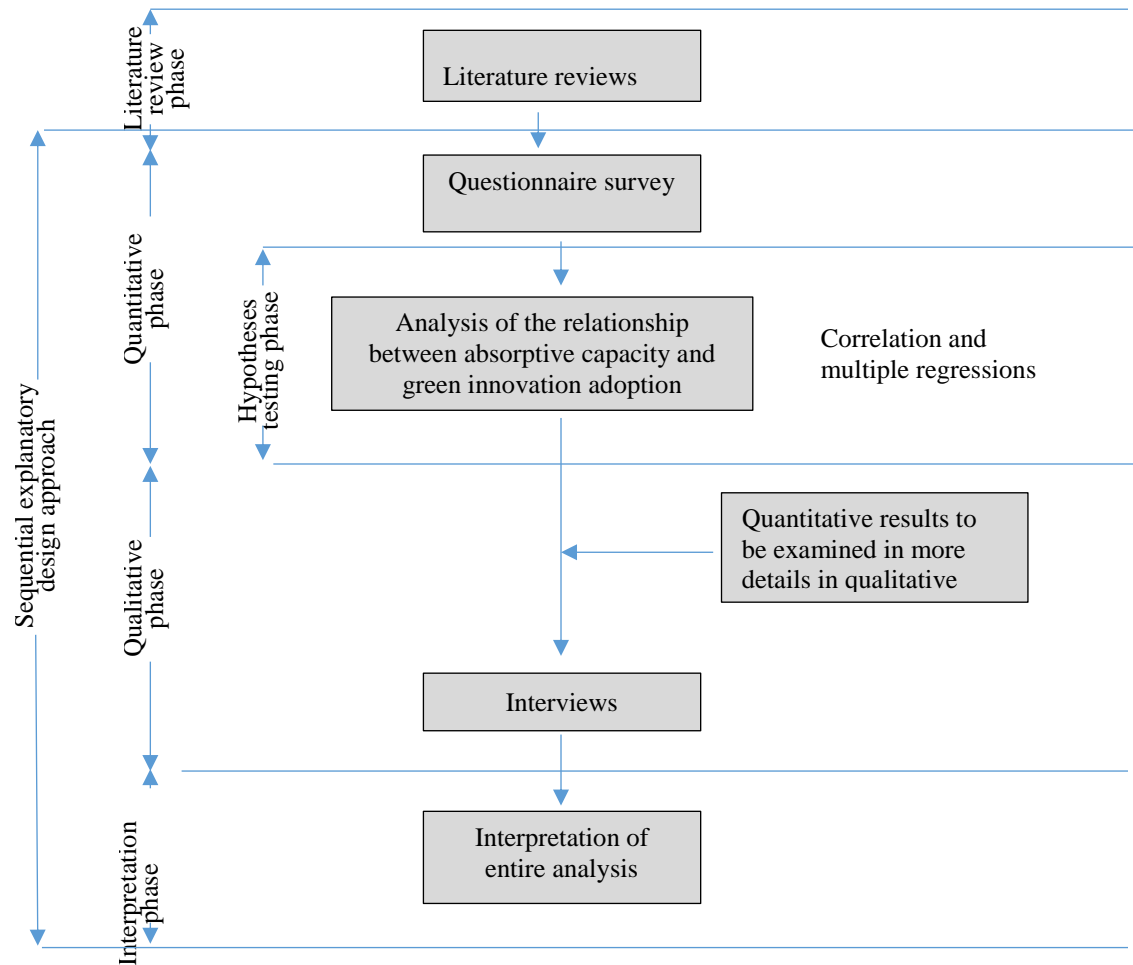 Literature
review
phase
Literature reviews
Questionnaire survey
Quantitative
phase
Hypotheses
testing phase
Analysis of the relationship
between absorptive capacity and
green innovation adoption
Correlation and
multiple regressions
Sequential explanatory
design approach
Qualitative
phase
Quantitative results to
be examined in more
details in qualitative
Interviews
Interpretation
phase
Interpretation of
entire analysis